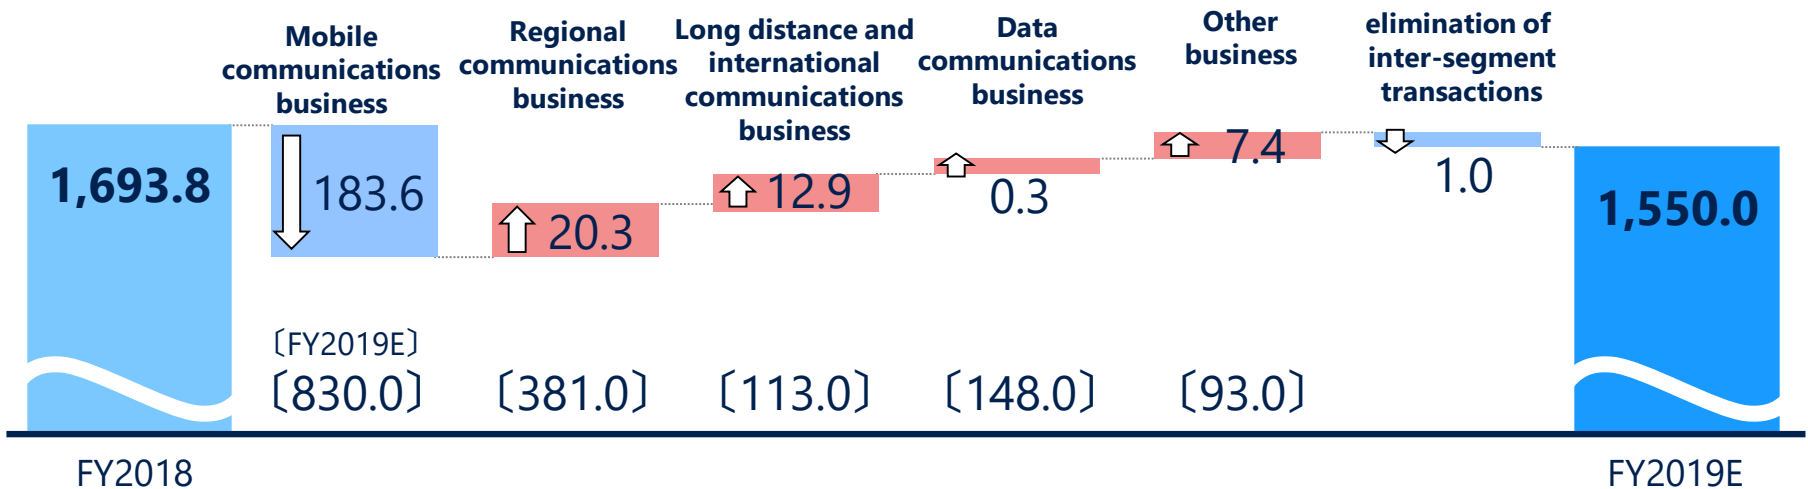 Mobile
communications
business
Regional
communications
business
Long distance and
international
communications
business
Data
communications
business
Other
business
elimination of
inter-segment
transactions
1,693.8
183.6
20.3
12.9
0.3
7.4
1.0
1,550.0
〔FY2019E〕
〔830.0〕
〔381.0〕
〔113.0〕
〔148.0〕
〔93.0〕
FY2018
FY2019E